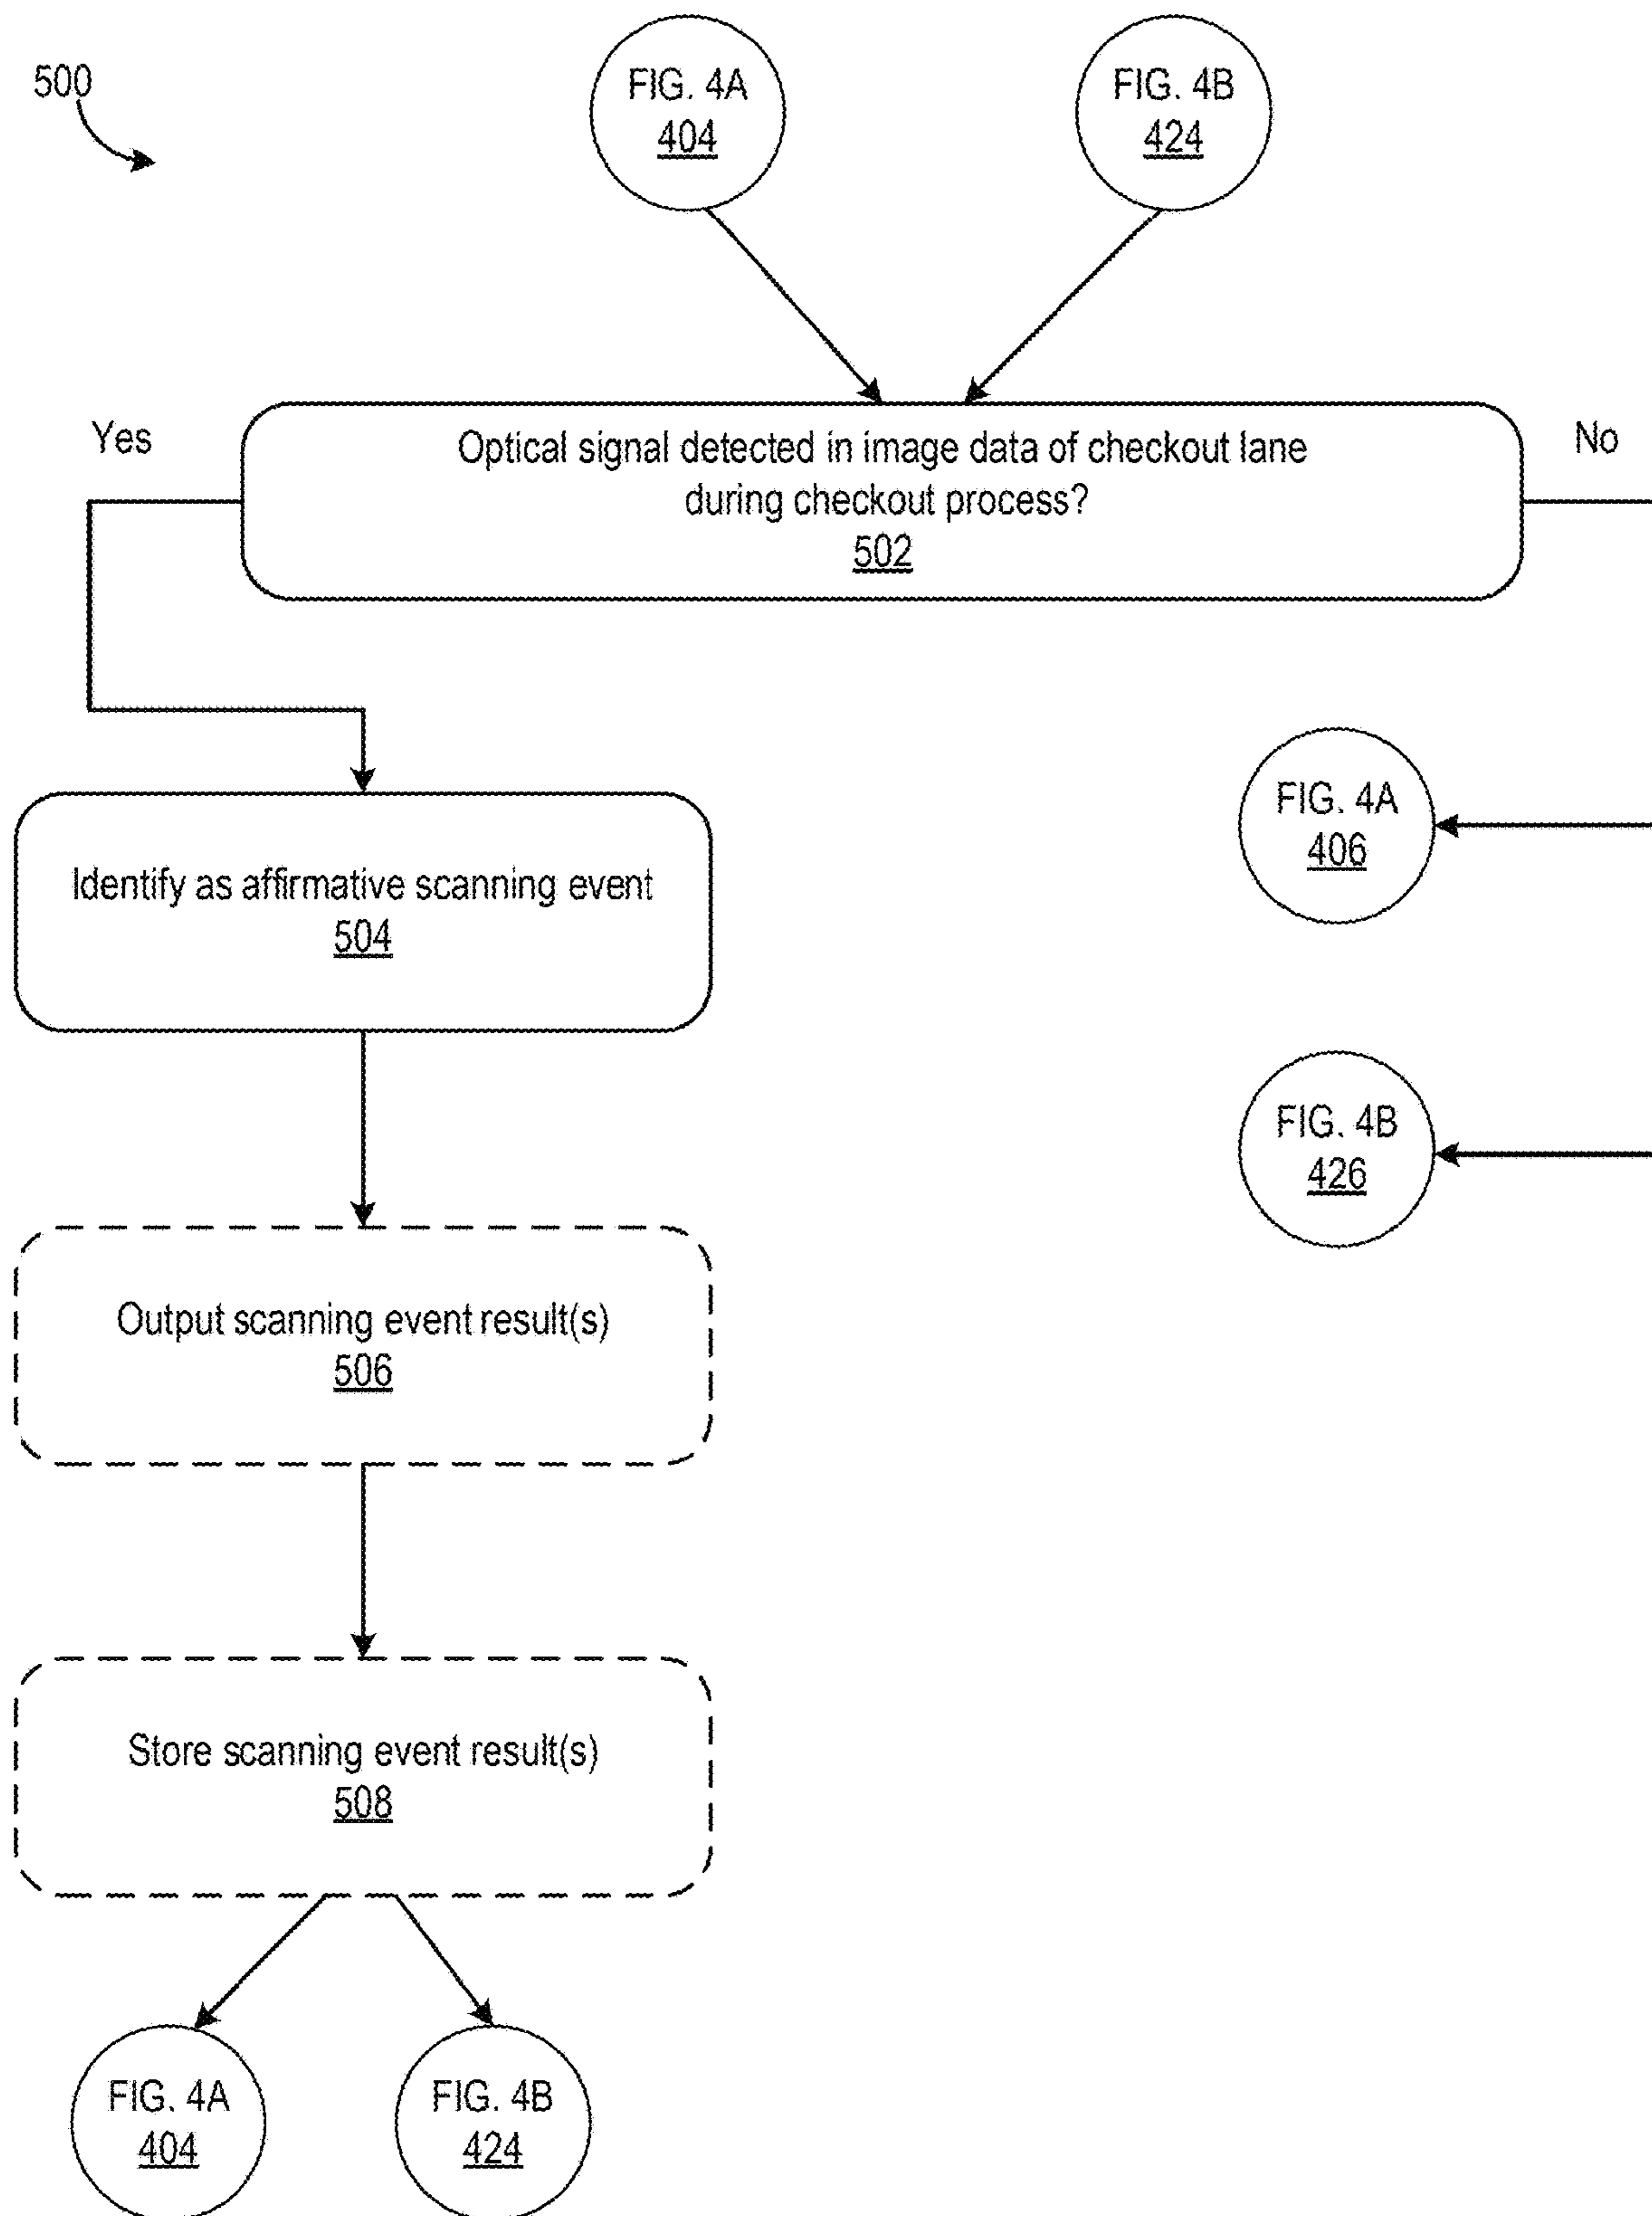 500
FIG. 4A
404
FIG. 4B
424
Yes
Optical signal detected in image data of checkout lane
during checkout process?
502
No
Identify as affirmative scanning event
504
FIG. 4A
406
FIG. 4B
426
Output scanning event result(s)
506
Store scanning event result(s)
508
FIG. 4A
404
FIG. 4B
424